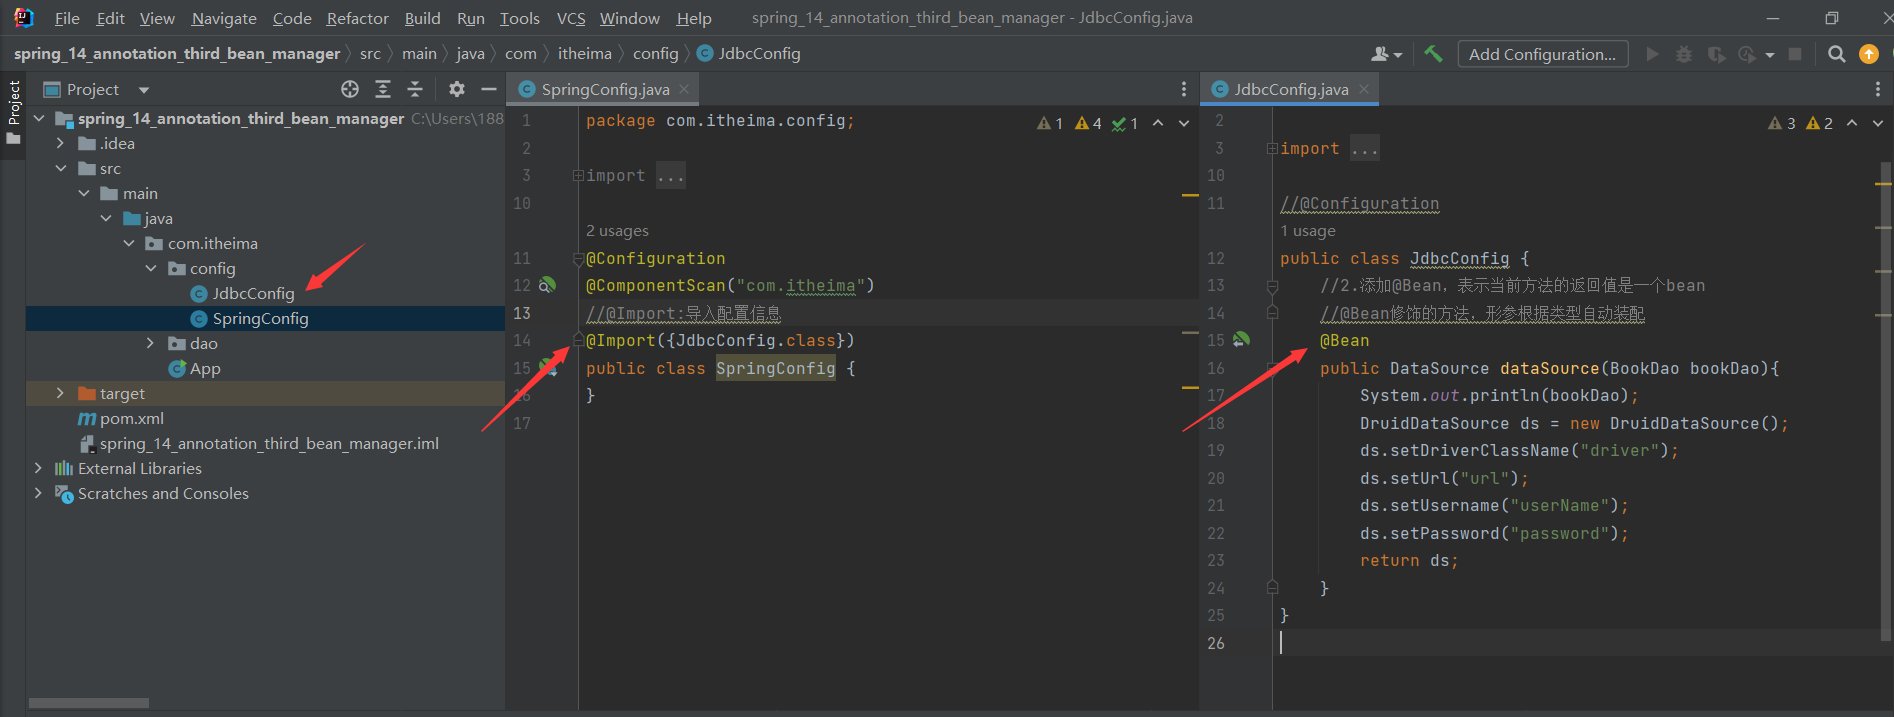 File Edit View Navigate Code Refactor Build Run Tools VCS Window Help spring_14_annotation_third_bean_manager - JdbcConfig.java
spring_14_annotation_third_bean_manager src main java com itheima config JdbcConfig Add Configuration...
Project
Project
spring_14_annotation_third_bean_manager C:\Users\188
.idea
src
main
java
com.itheima
config
JdbcConfig
SpringConfig
dao
App
target
pom.xml
spring_14_annotation_third_bean_manager.iml
External Libraries
Scratches and Consoles
SpringConfig.java
1 4 1
1 package com.itheima.config;
2
3 import ...
10
2 usages
11 @Configuration
12 @ComponentScan("com.itheima")
13 //@Import:导入配置信息
14 @Import({JdbcConfig.class})
15 public class SpringConfig {
16 }
17
JdbcConfig.java
3 2
2
3 import ...
10
11 //@Configuration
1 usage
12 public class JdbcConfig {
13 //2.添加@Bean，表示当前方法的返回值是一个bean
14 //@Bean修饰的方法，形参根据类型自动装配
15 @Bean
16 public DataSource dataSource(BookDao bookDao){
17 System.out.println(bookDao);
18 DruidDataSource ds = new DruidDataSource();
19 ds.setDriverClassName("driver");
20 ds.setUrl("url");
21 ds.setUsername("userName");
22 ds.setPassword("password");
23 return ds;
24 }
25 }
26